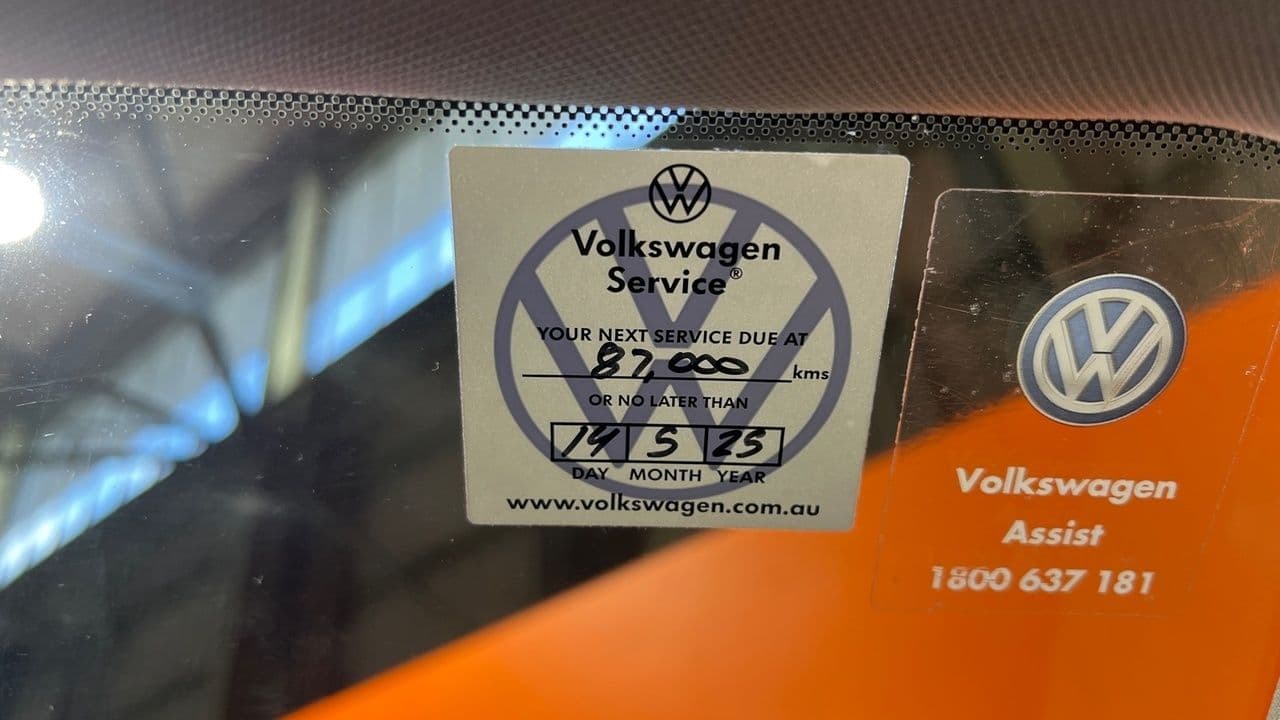 Volkswagen
Service®
YOUR NEXT SERVICE DUE AT
87,000 kms
OR NO LATER THAN
14 5 25
DAY MONTH YEAR
www.volkswagen.com.au
Volkswagen
Assist
1800 637 181